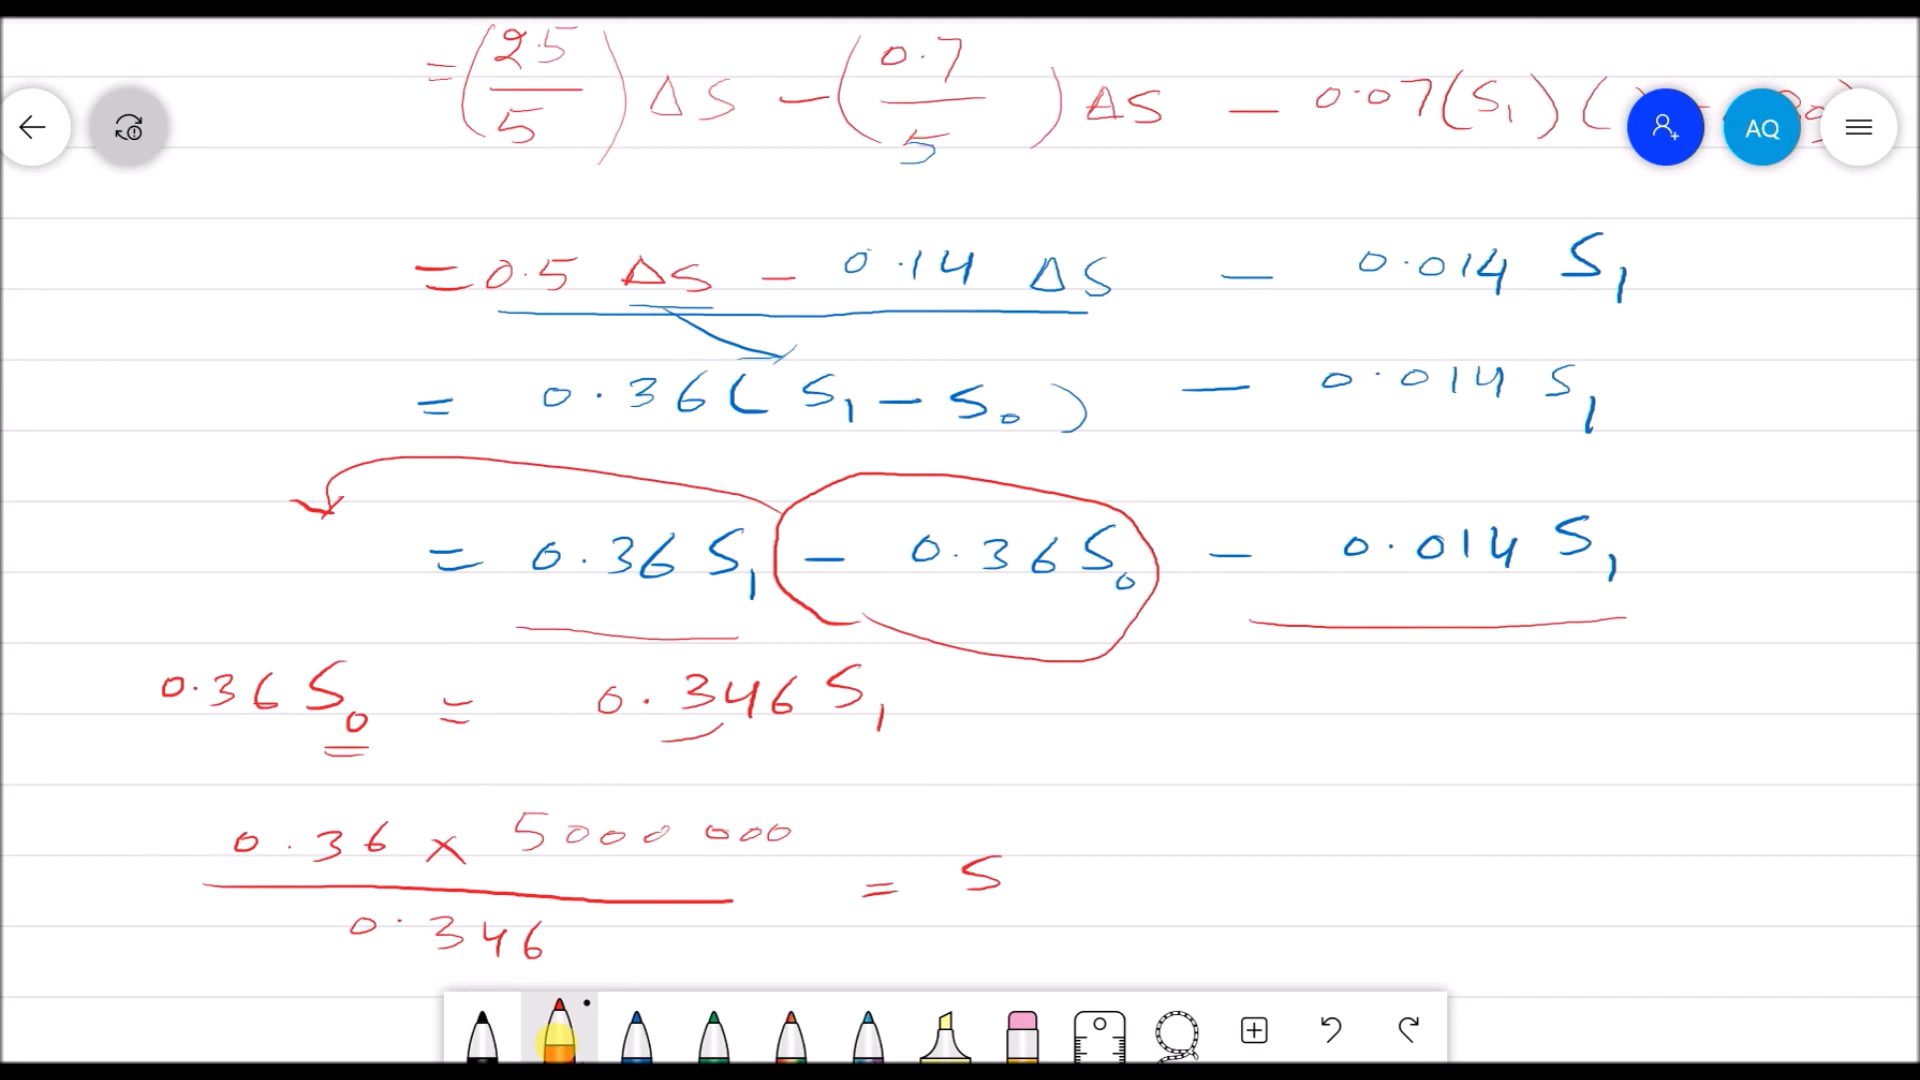 = (2.5/5) ΔS - (0.7/5) ΔS - 0.07(S₁)(
AQ
= 0.5 ΔS - 0.14 ΔS - 0.014 S₁
= 0.36(S₁ - S₀) - 0.014 S₁
= 0.36 S₁ - 0.36 S₀ - 0.014 S₁
0.36 S₀ = 0.346 S₁
0.36 x 5000 000
= S
0.346